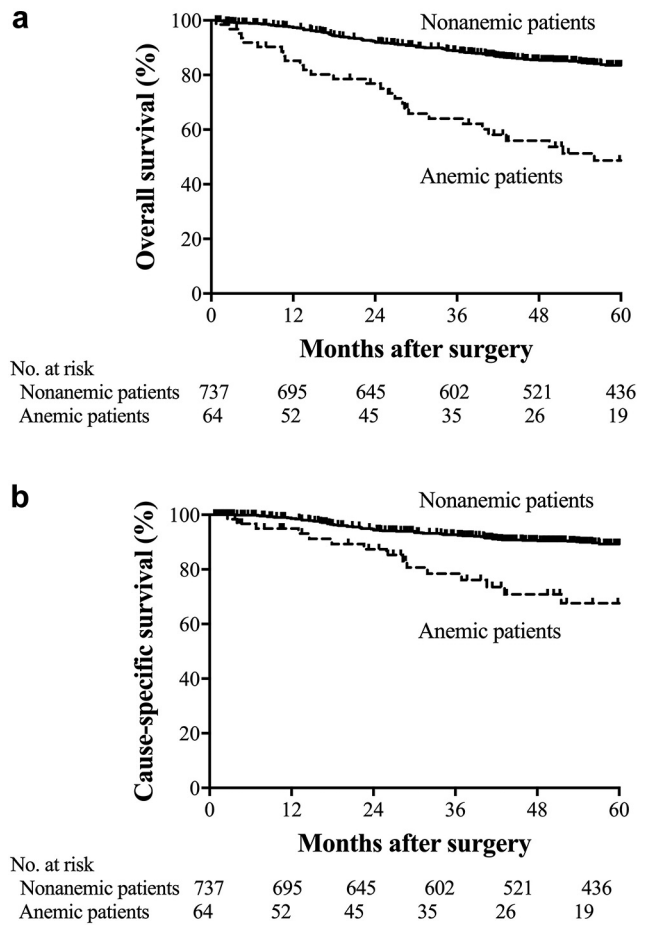 a
Overall survival (%)
100
80
60
40
20
0
Nonanemic patients
Anemic patients
0 12 24 36 48 60
Months after surgery
No. at risk
Nonanemic patients 737 695 645 602 521 436
Anemic patients 64 52 45 35 26 19
b
Cause-specific survival (%)
100
80
60
40
20
0
Nonanemic patients
Anemic patients
0 12 24 36 48 60
Months after surgery
No. at risk
Nonanemic patients 737 695 645 602 521 436
Anemic patients 64 52 45 35 26 19